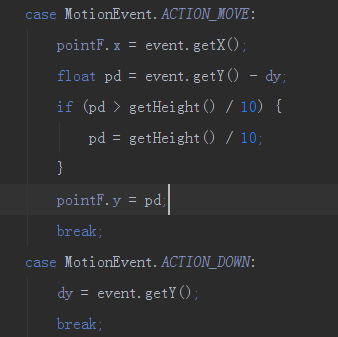 case MotionEvent.ACTION_MOVE:
pointF.x = event.getX();
float pd = event.getY() - dy;
if (pd > getHeight() / 10) {
pd = getHeight() / 10;
}
pointF.y = pd;
break;
case MotionEvent.ACTION_DOWN:
dy = event.getY();
break;